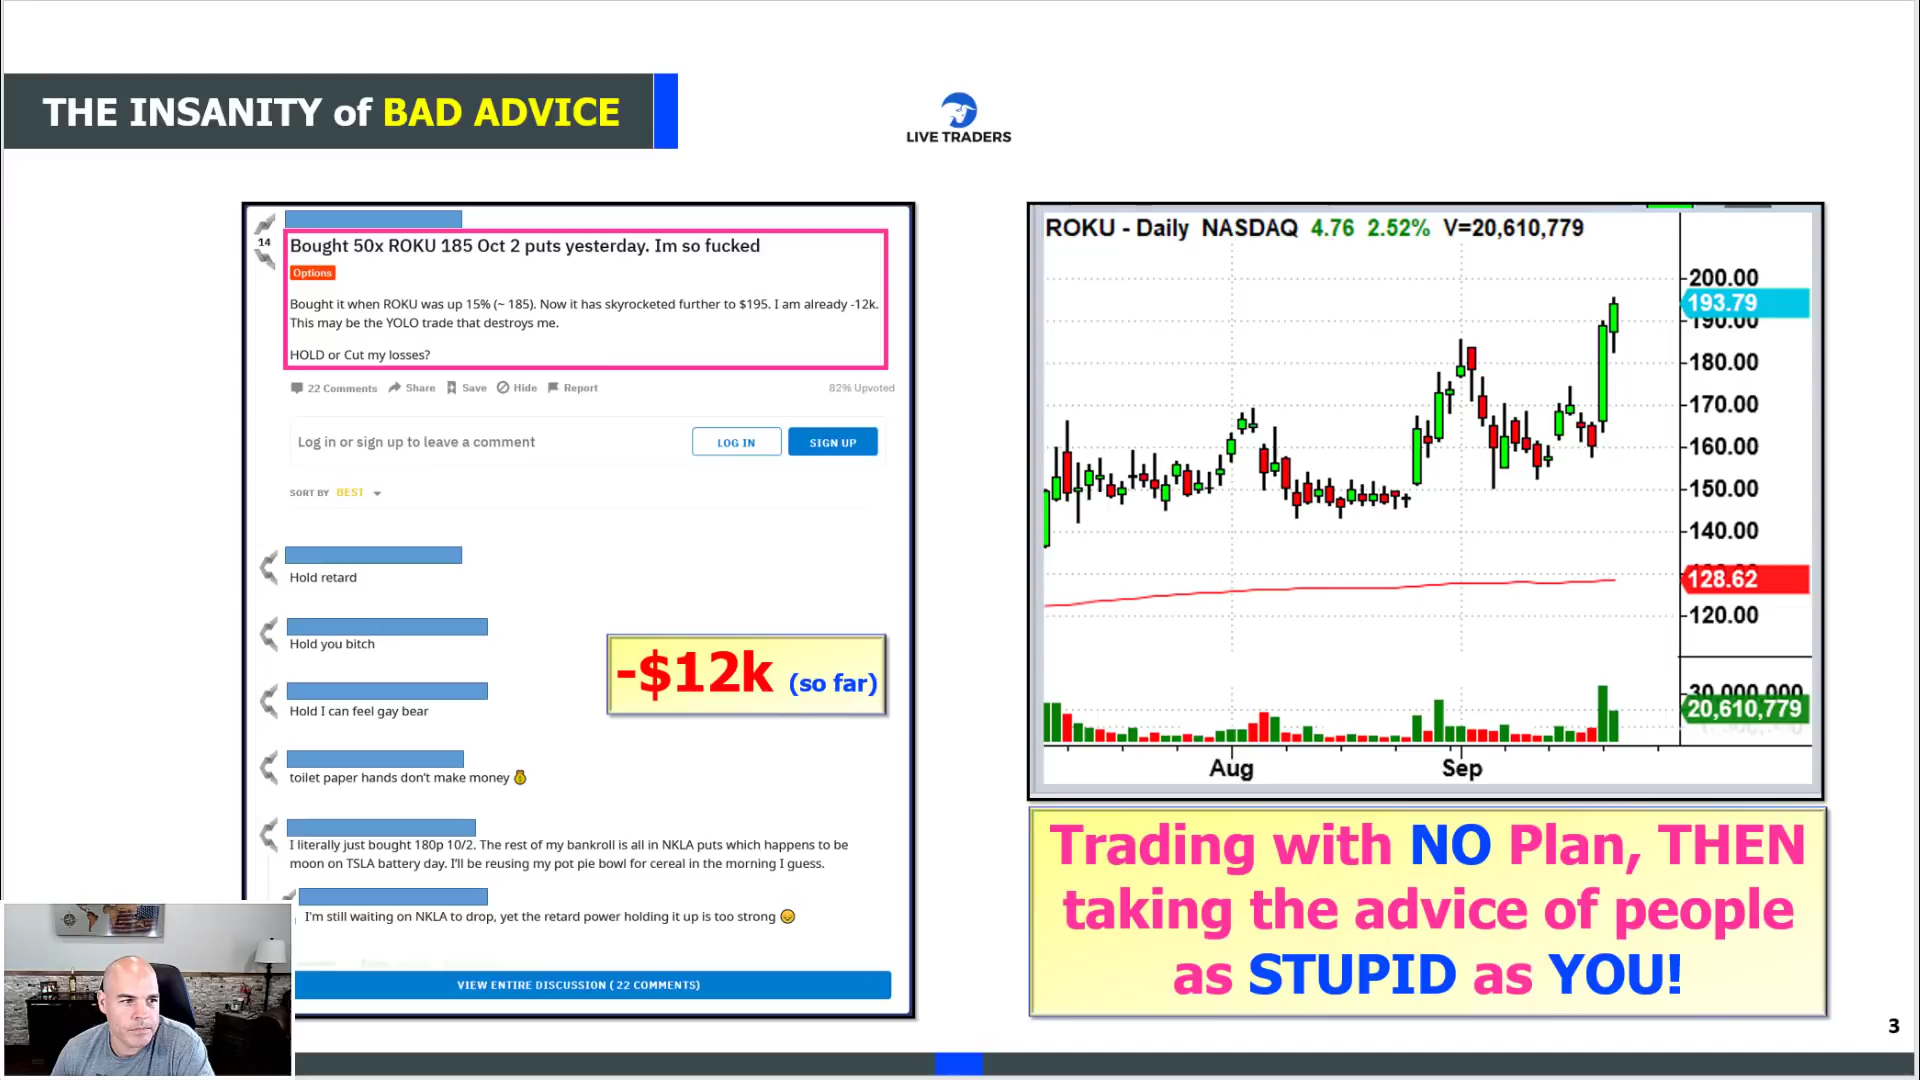 THE INSANITY of BAD ADVICE
LIVE TRADERS
14
Bought 50x ROKU 185 Oct 2 puts yesterday. Im so fucked
Options
Bought it when ROKU was up 15% (~ 185). Now it has skyrocketed further to $195. I am already -12k.
This may be the YOLO trade that destroys me.
HOLD or Cut my losses?
22 Comments Share Save Hide Report 82% Upvoted
Log in or sign up to leave a comment LOG IN SIGN UP
SORT BY BEST
Hold retard
Hold you bitch
Hold I can feel gay bear
toilet paper hands don't make money 💰
I literally just bought 180p 10/2. The rest of my bankroll is all in NKLA puts which happens to be
moon on TSLA battery day. I'll be reusing my pot pie bowl for cereal in the morning I guess.
I'm still waiting on NKLA to drop, yet the retard power holding it up is too strong 😞
VIEW ENTIRE DISCUSSION ( 22 COMMENTS)
-$12k (so far)
ROKU - Daily NASDAQ 4.76 2.52% V=20,610,779
200.00
193.79
190.00
180.00
170.00
160.00
150.00
140.00
128.62
120.00
30,000,000
20,610,779
Aug Sep
Trading with NO Plan, THEN
taking the advice of people
as STUPID as YOU!
3